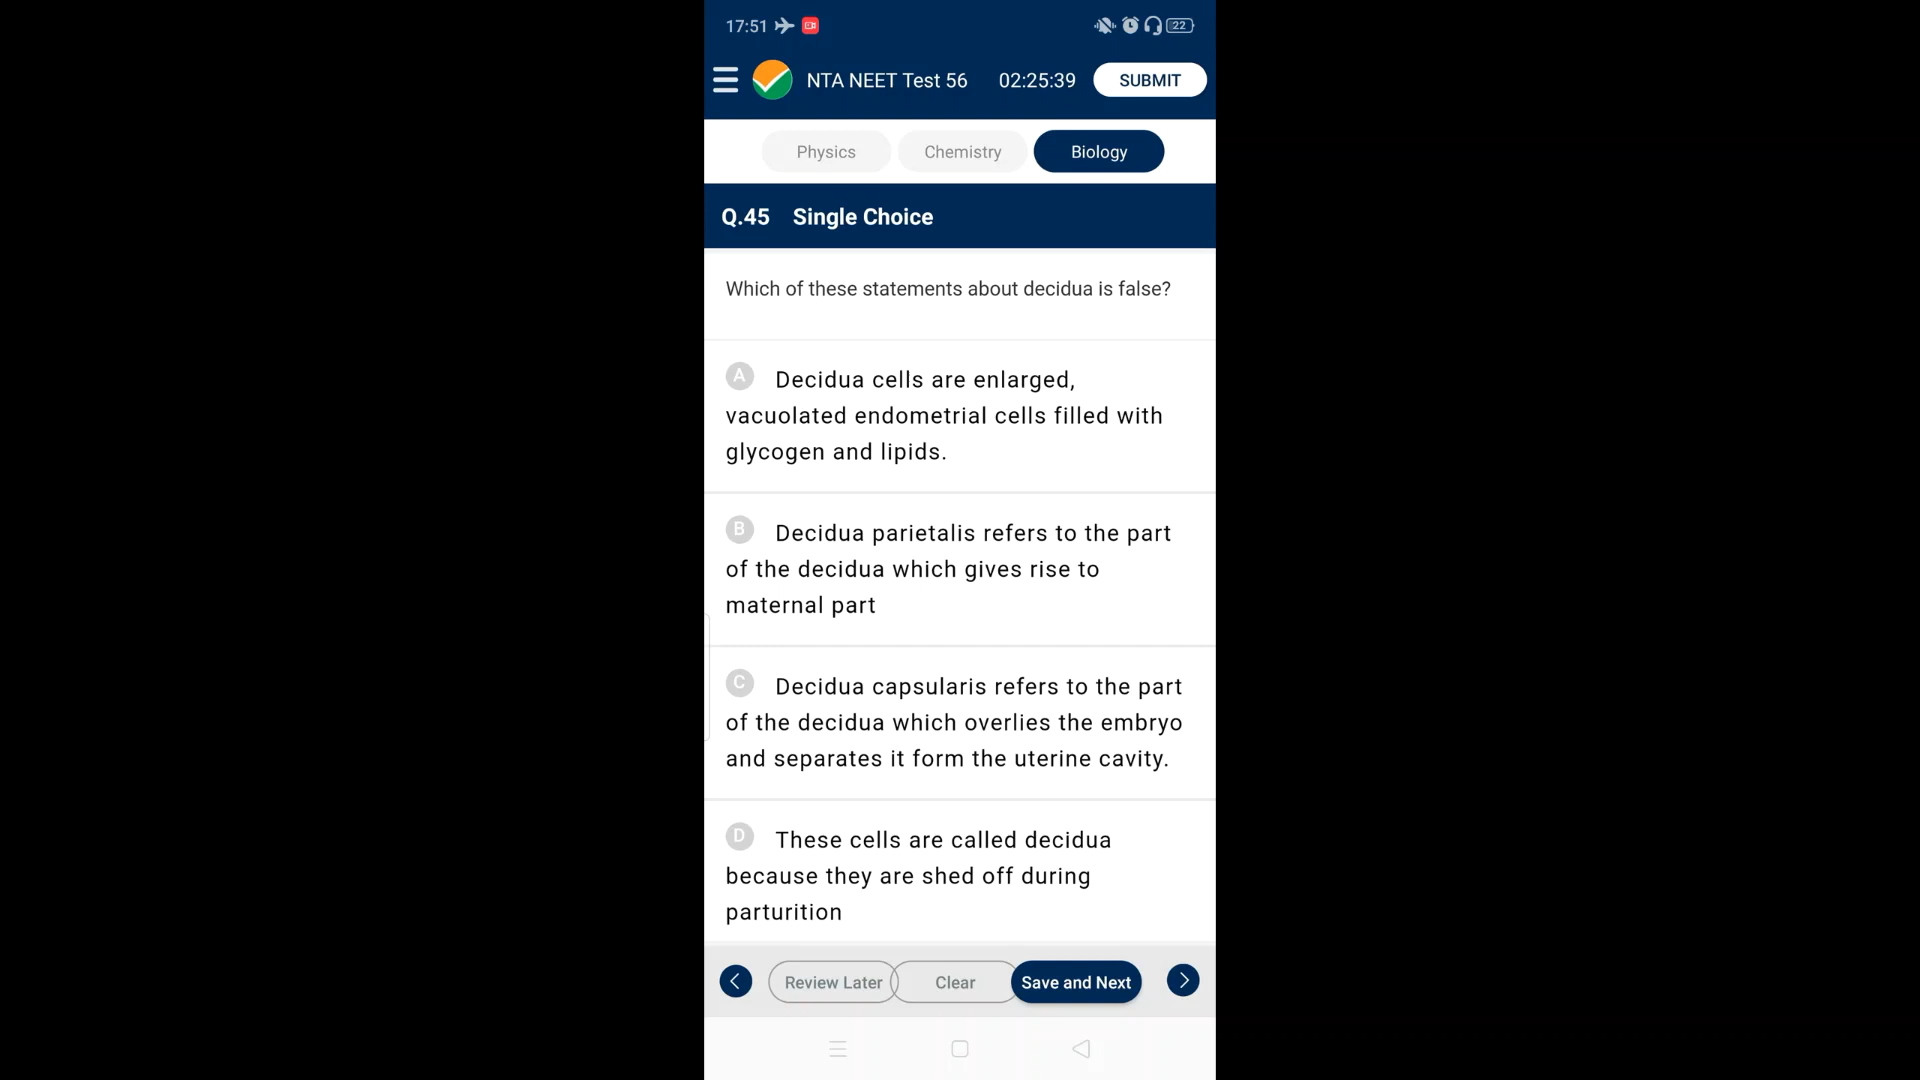 17:51 22
NTA NEET Test 56 02:25:39 SUBMIT
Physics Chemistry Biology
Q.45 Single Choice
Which of these statements about decidua is false?
A Decidua cells are enlarged,
vacuolated endometrial cells filled with
glycogen and lipids.
B Decidua parietalis refers to the part
of the decidua which gives rise to
maternal part
C Decidua capsularis refers to the part
of the decidua which overlies the embryo
and separates it form the uterine cavity.
D These cells are called decidua
because they are shed off during
parturition
Review Later Clear Save and Next